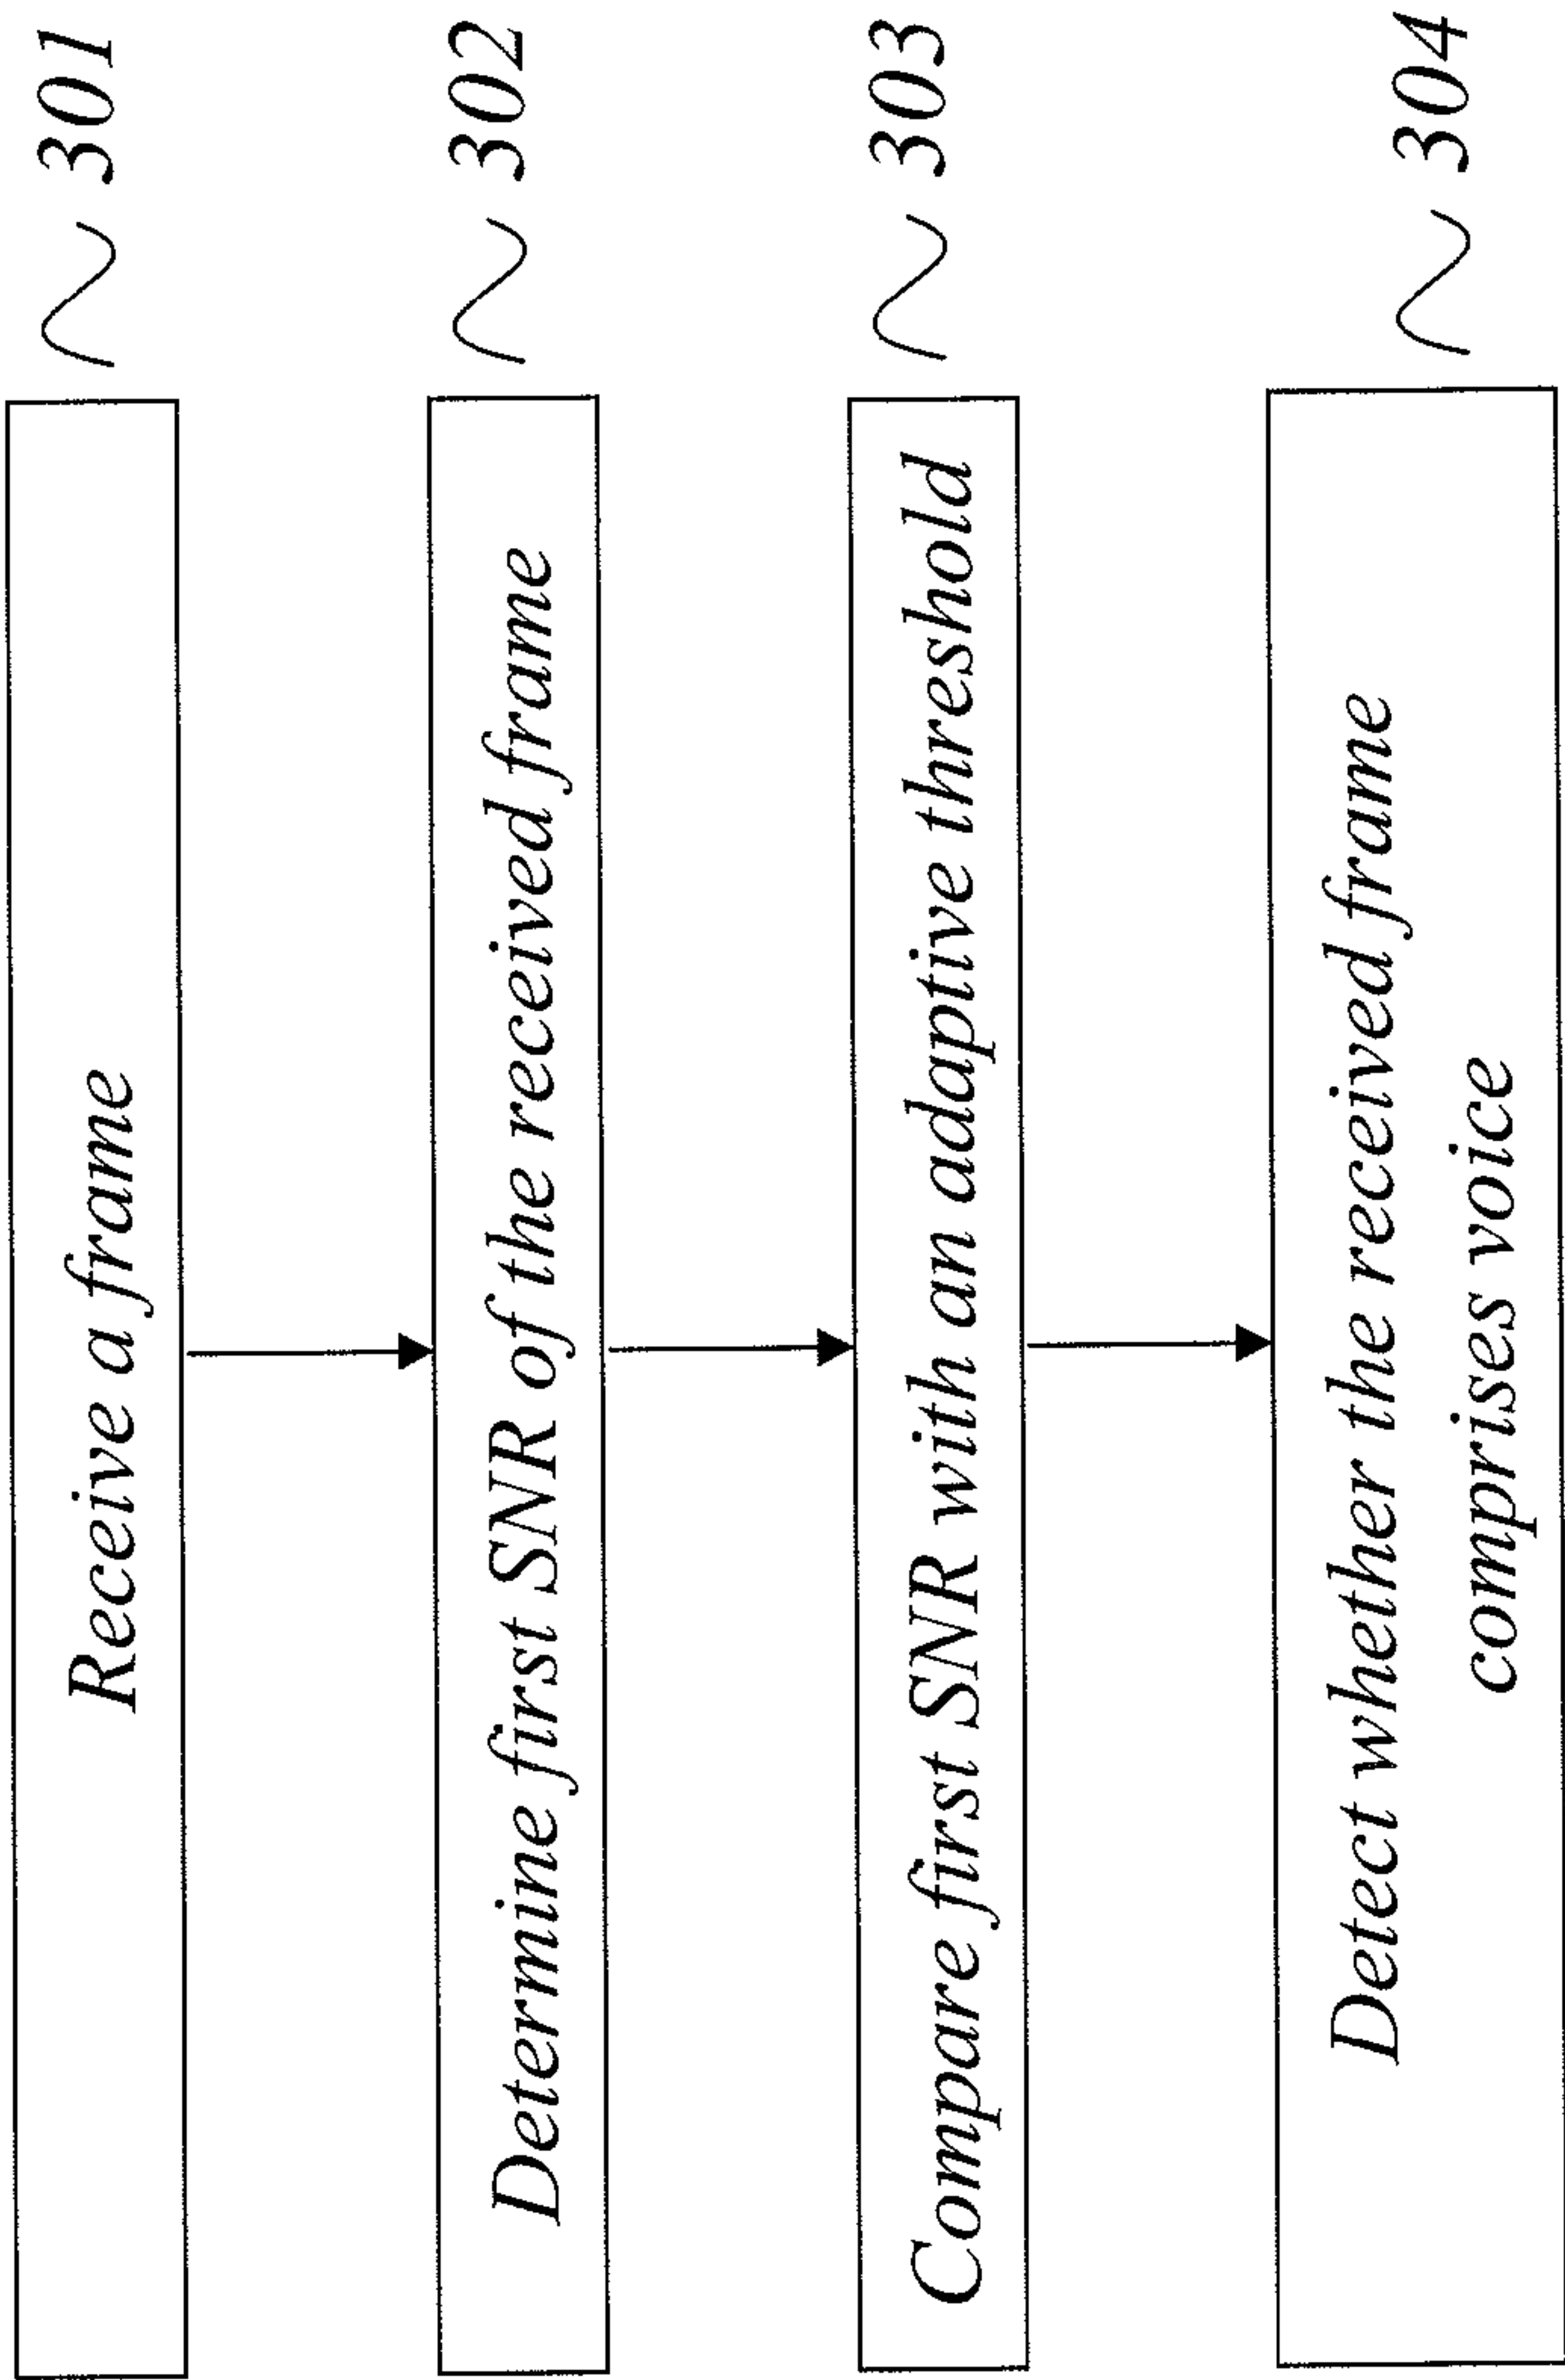 Receive a frame
301
Determine first SNR of the received frame
302
Compare first SNR with an adaptive threshold
303
Detect whether the received frame
comprises voice
304